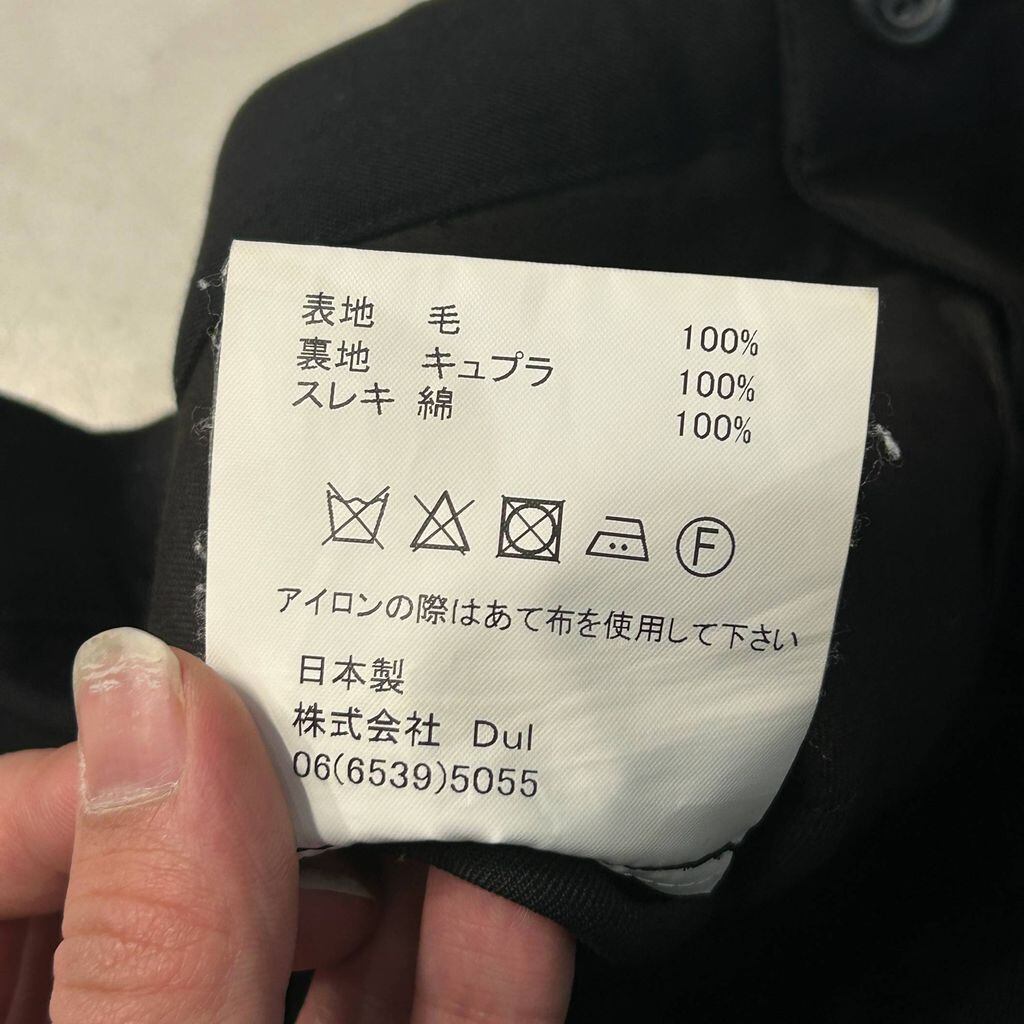 表地 毛 100%
裏地 キュプラ 100%
スレキ 綿 100%
F
アイロンの際はあて布を使用して下さい
日本製
株式会社 Dul
06(6539)5055